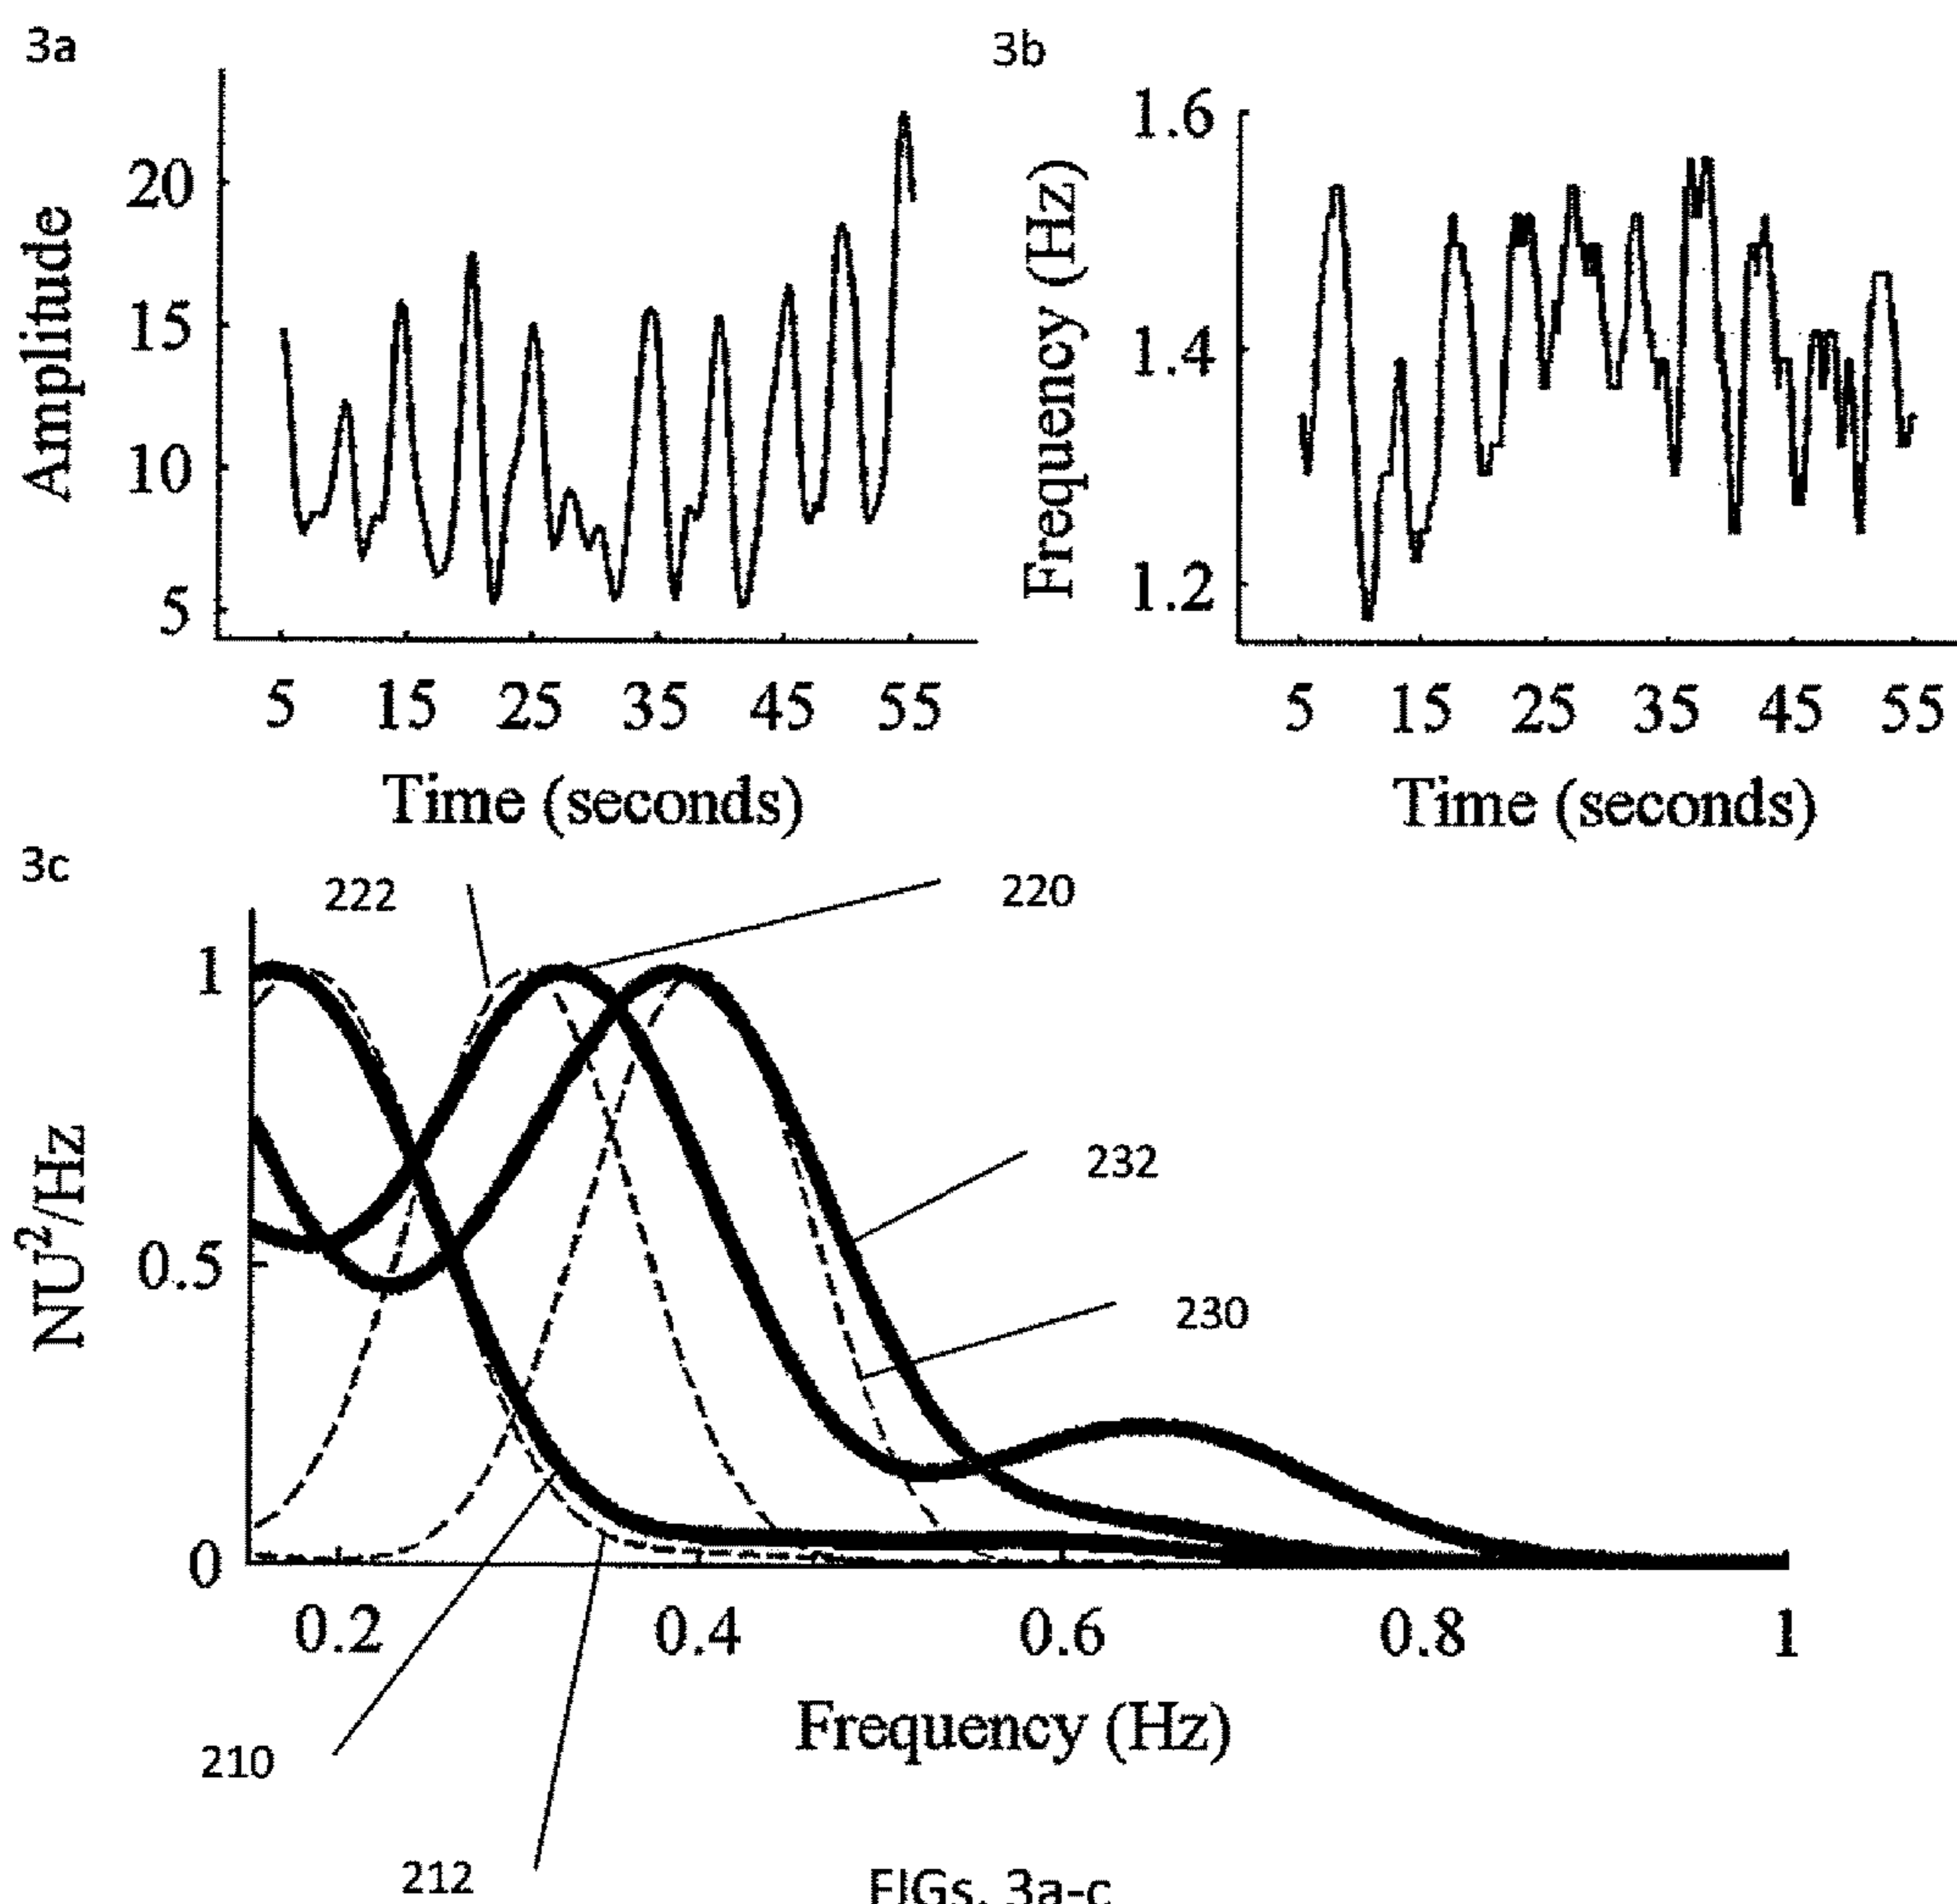 3a
Amplitude
20
15
10
5
5 15 25 35 45 55
Time (seconds)
3b
Frequency (Hz)
1.6
1.4
1.2
5 15 25 35 45 55
Time (seconds)
3c
222
220
NU²/Hz
1
0.5
0
232
230
0.2 0.4 0.6 0.8 1
Frequency (Hz)
210
212
FIGs. 3a-c